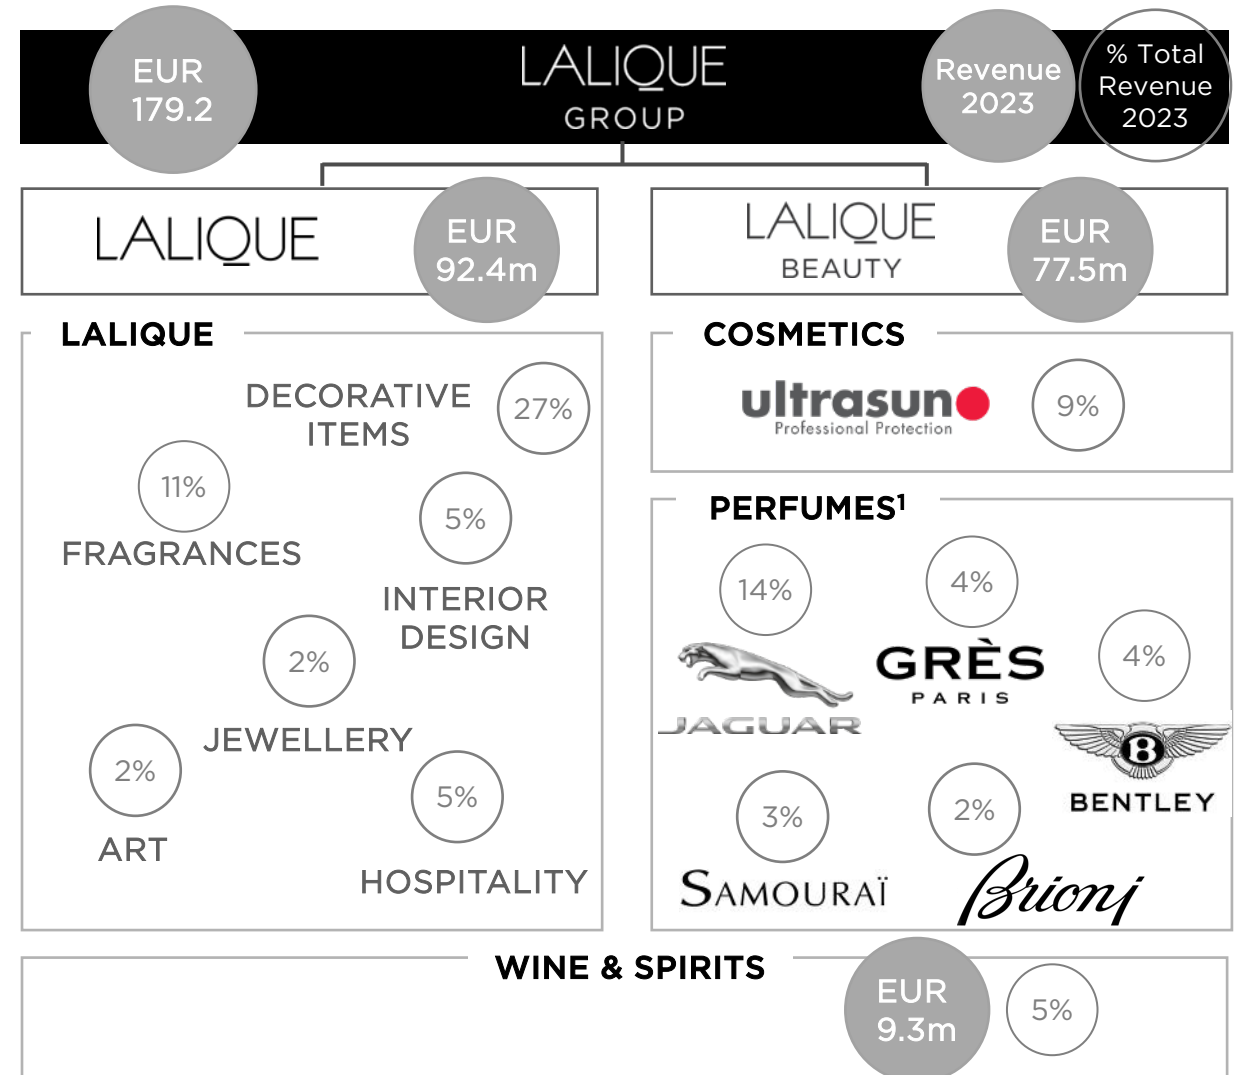 EUR
179.2
LALIQUE
GROUP
Revenue
2023
% Total
Revenue
2023
LALIQUE
EUR
92.4m
LALIQUE
BEAUTY
EUR
77.5m
LALIQUE
DECORATIVE
ITEMS
27%
11%
FRAGRANCES
5%
INTERIOR
DESIGN
2%
JEWELLERY
2%
ART
5%
HOSPITALITY
COSMETICS
ultrasun
Professional Protection
9%
PERFUMES¹
14%
JAGUAR
4%
GRÈS
PARIS
4%
B
BENTLEY
3%
SAMOURAÏ
2%
Brioni
WINE & SPIRITS
EUR
9.3m
5%